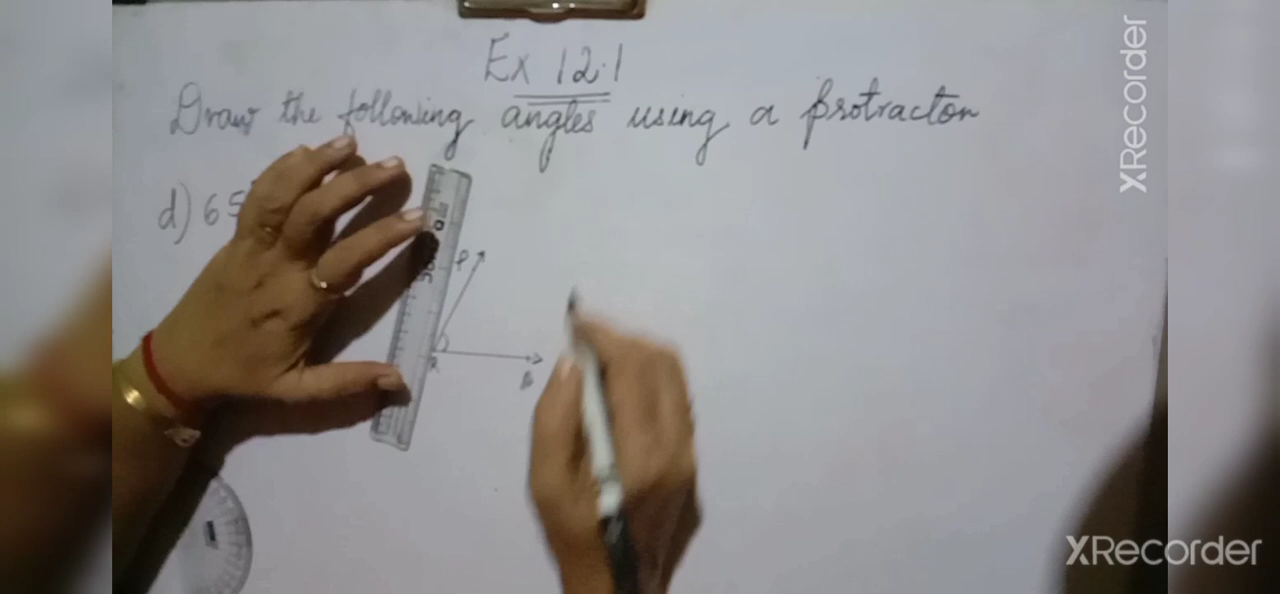 Ex 12.1
Draw the following angles using a protractor
d) 65
P
XRecorder
XRecorder